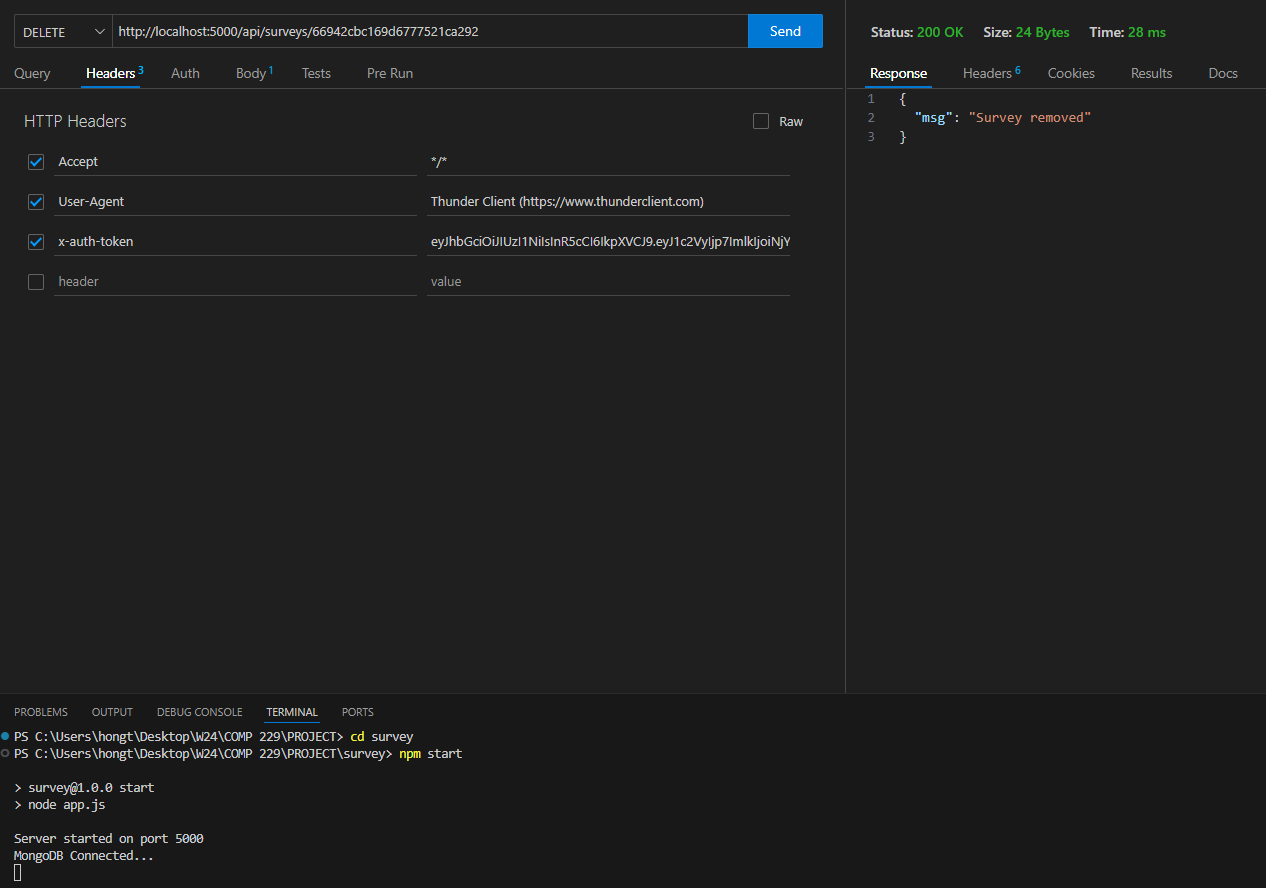 DELETE http://localhost:5000/api/surveys/66942cbc169d6777521ca292 Send
Query Headers 3 Auth Body 1 Tests Pre Run
HTTP Headers Raw
Accept */*
User-Agent Thunder Client (https://www.thunderclient.com)
x-auth-token eyJhbGciOiJIUzI1NiIsInR5cCI6IkpXVCJ9.eyJ1c2VyIjp7ImlkIjoiNjY
header value
Status: 200 OK Size: 24 Bytes Time: 28 ms
Response Headers 6 Cookies Results Docs
1 {
2 "msg": "Survey removed"
3 }
PROBLEMS OUTPUT DEBUG CONSOLE TERMINAL PORTS
PS C:\Users\hongt\Desktop\W24\COMP 229\PROJECT> cd survey
PS C:\Users\hongt\Desktop\W24\COMP 229\PROJECT\survey> npm start
> survey@1.0.0 start
> node app.js
Server started on port 5000
MongoDB Connected...